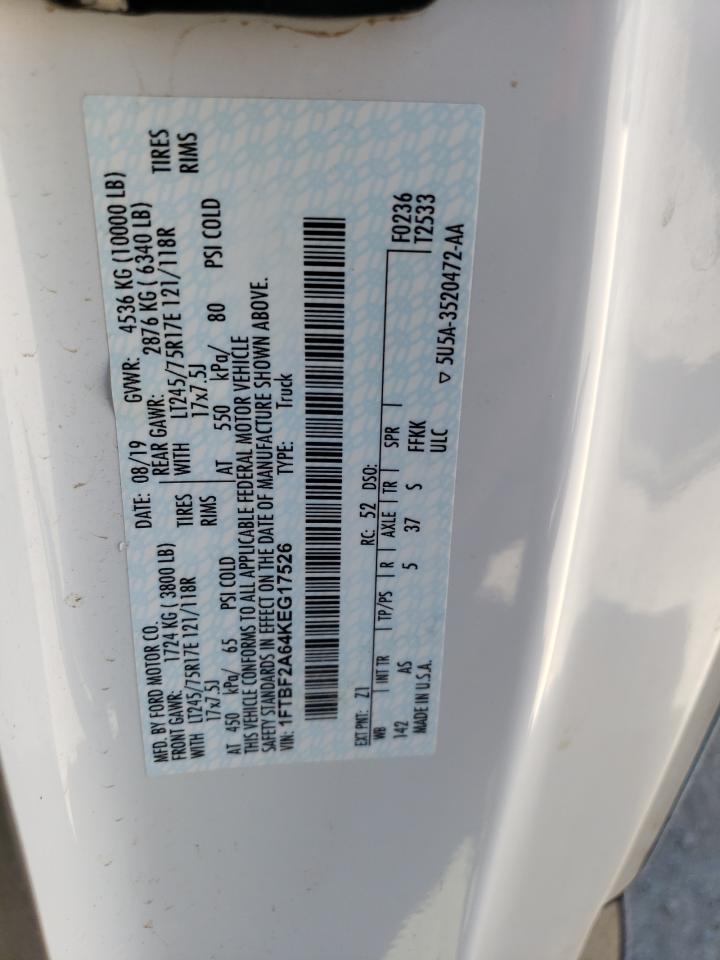 MFD. BY FORD MOTOR CO.
DATE: 08/19 GVWR: 4536 KG (10000 LB)
FRONT GAWR: 1724 KG ( 3800 LB) REAR GAWR: 2876 KG ( 6340 LB)
WITH LT245/75R17E 121/118R TIRES WITH LT245/75R17E 121/118R TIRES
17x7.5J RIMS 17x7.5J RIMS
AT 450 kPa/ 65 PSI COLD AT 550 kPa/ 80 PSI COLD
THIS VEHICLE CONFORMS TO ALL APPLICABLE FEDERAL MOTOR VEHICLE
SAFETY STANDARDS IN EFFECT ON THE DATE OF MANUFACTURE SHOWN ABOVE.
VIN: 1FTBF2A64KEG17526 TYPE: Truck
EXT PNT: Z1 RC: 52 DSO: F0236
WB INT TR TP/PS R AXLE TR SPR T2533
142 AS 5 37 S FFKK
MADE IN U.S.A. ULC ▽ 5U5A-3520472-AA